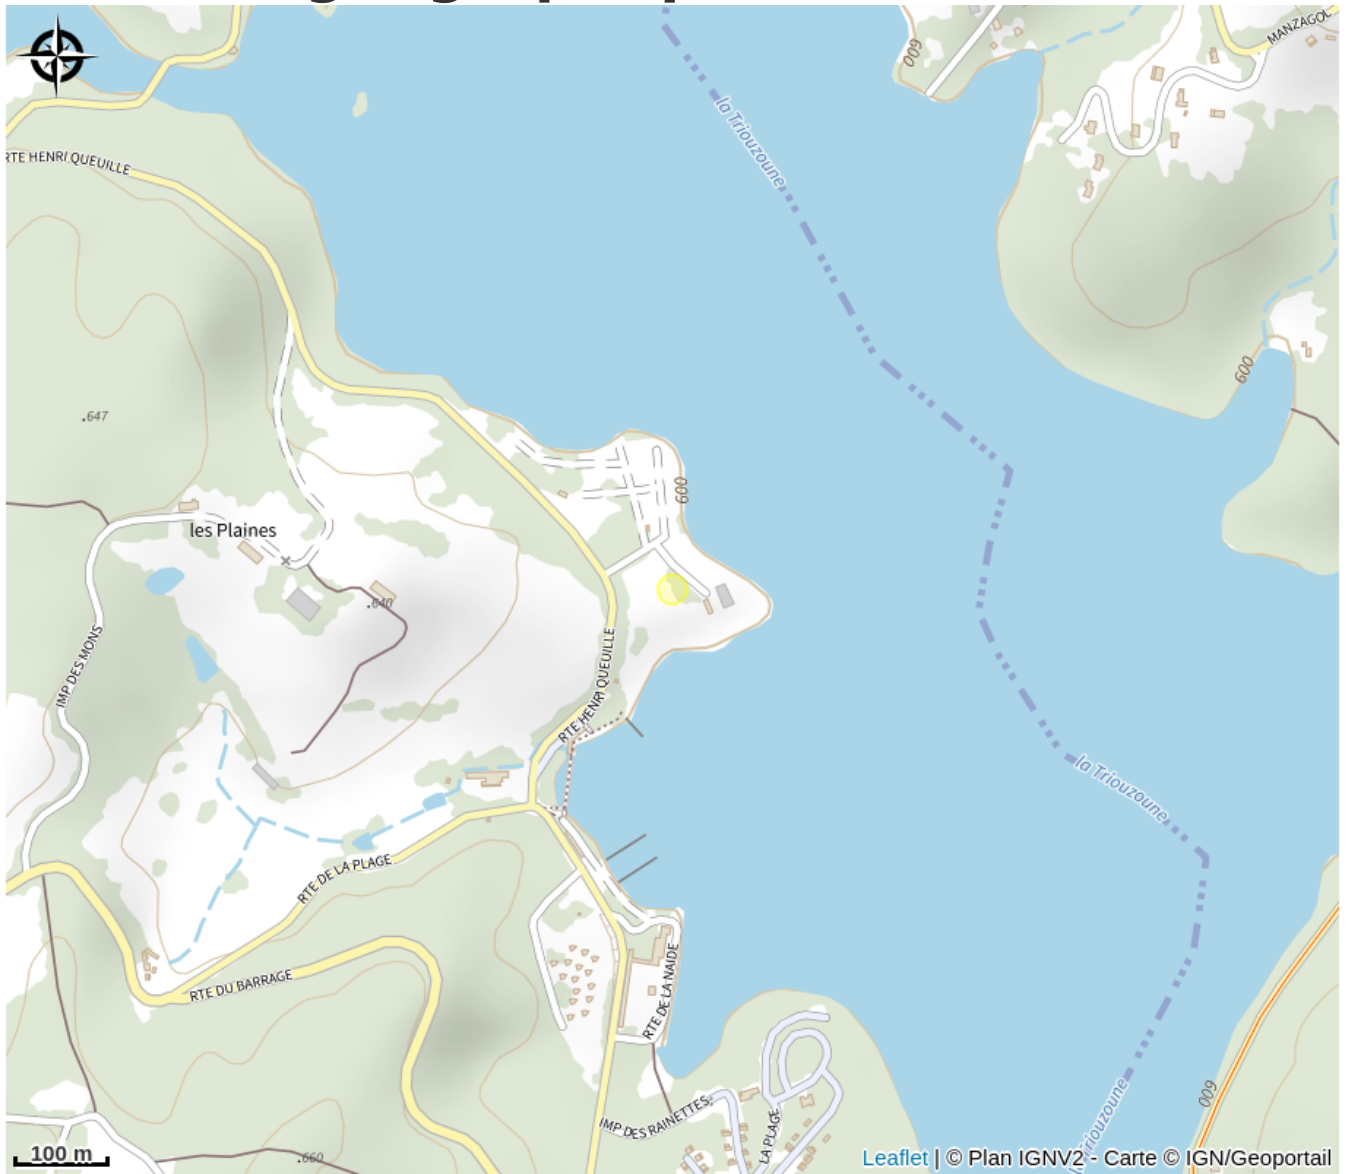 MANZAGOL
600
la Triouzoune
RTE HENRI QUEUILLE
600
.647
600
les Plaines
.640
IMP DES MONS
RTE HENRI QUEUILLE
la Triouzoune
RTE DE LA PLAGE
RTE DU BARRAGE
RTE DE LA NAIDE
600
IMP DES RAINETTES
LA PLAGE
la Triouzoune
100 m
.660
Leaflet | © Plan IGNV2 - Carte © IGN/Geoportail